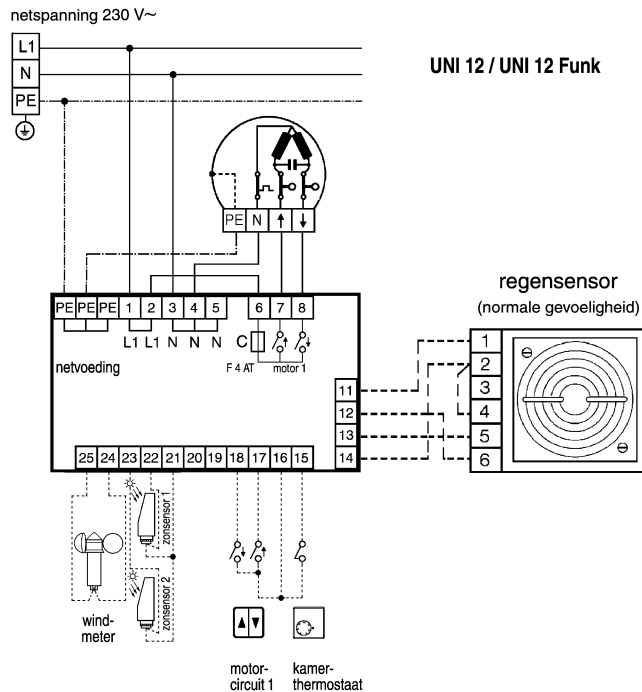 netspanning 230 V~
L1
N
PE
UNI 12 / UNI 12 Funk
PE N ↑ ↓
regensensor
(normale gevoeligheid)
PE PE PE 1 2 3 4 5 6 7 8
L1 L1 N N N C
F 4 AT motor 1
netvoeding
11
12
13
14
1
2
3
4
5
6
25 24 23 22 21 20 19 18 17 16 15
zonsensor 1
zonsensor 2
wind-
meter
motor-
circuit 1
kamer-
thermostaat